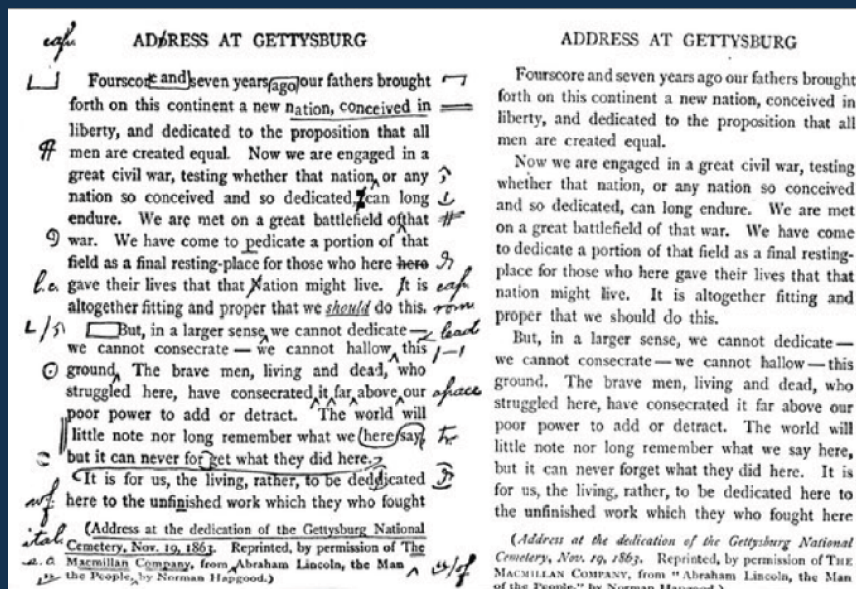 cap. ADDRESS AT GETTYSBURG
Fourscore and seven years ago our fathers brought
forth on this continent a new nation, conceived in
liberty, and dedicated to the proposition that all
men are created equal. Now we are engaged in a
great civil war, testing whether that nation or any
nation so conceived and so dedicated, can long
endure. We are met on a great battlefield of that
war. We have come to pedicate a portion of that
field as a final resting-place for those who here here
l.c. gave their lives that that Nation might live. It is cap.
altogether fitting and proper that we should do this. rom
But, in a larger sense we cannot dedicate — lead
we cannot consecrate — we cannot hallow this
ground The brave men, living and dead, who
struggled here, have consecrated it far above our space
poor power to add or detract. The world will
little note nor long remember what we here say, tr
but it can never for get what they did here.
It is for us, the living, rather, to be deddicated
w.f. here to the unfinished work which they who fought
ital. (Address at the dedication of the Gettysburg National
Cemetery, Nov. 19, 1863. Reprinted, by permission of The
s.c. Macmillan Company, from Abraham Lincoln, the Man
the People, by Norman Hapgood.)
ADDRESS AT GETTYSBURG
Fourscore and seven years ago our fathers brought
forth on this continent a new nation, conceived in
liberty, and dedicated to the proposition that all
men are created equal.
Now we are engaged in a great civil war, testing
whether that nation, or any nation so conceived
and so dedicated, can long endure. We are met
on a great battlefield of that war. We have come
to dedicate a portion of that field as a final resting-
place for those who here gave their lives that that
nation might live. It is altogether fitting and
proper that we should do this.
But, in a larger sense, we cannot dedicate —
we cannot consecrate — we cannot hallow — this
ground. The brave men, living and dead, who
struggled here, have consecrated it far above our
poor power to add or detract. The world will
little note nor long remember what we say here,
but it can never forget what they did here. It is
for us, the living, rather, to be dedicated here to
the unfinished work which they who fought here
(Address at the dedication of the Gettysburg National
Cemetery, Nov. 19, 1863. Reprinted, by permission of THE
MACMILLAN COMPANY, from "Abraham Lincoln, the Man
of the People," by Norman Hapgood.)